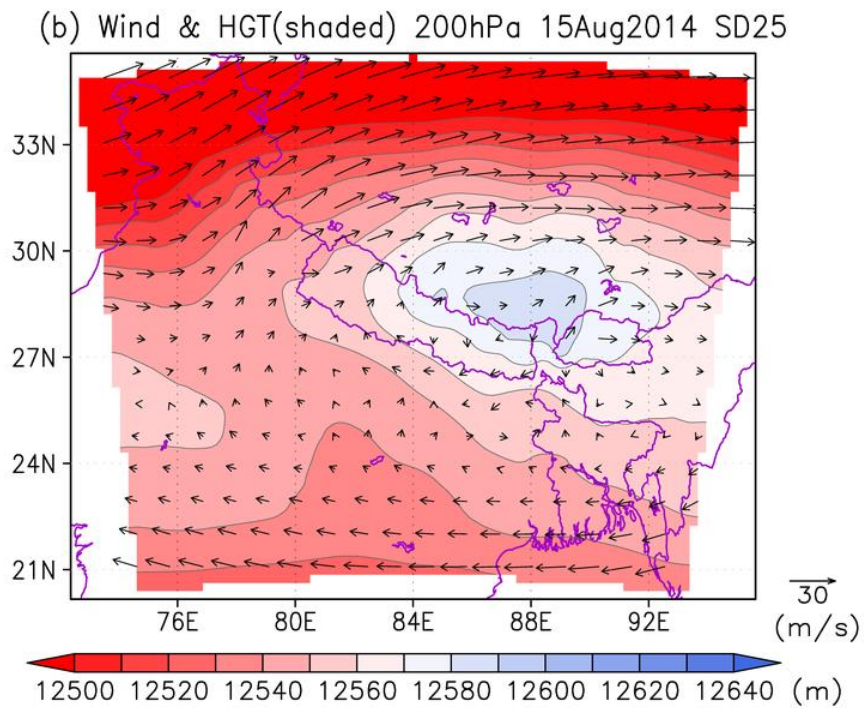 (b) Wind & HGT(shaded) 200hPa 15Aug2014 SD25
33N
30N
27N
24N
21N
76E 80E 84E 88E 92E
30
(m/s)
12500 12520 12540 12560 12580 12600 12620 12640 (m)